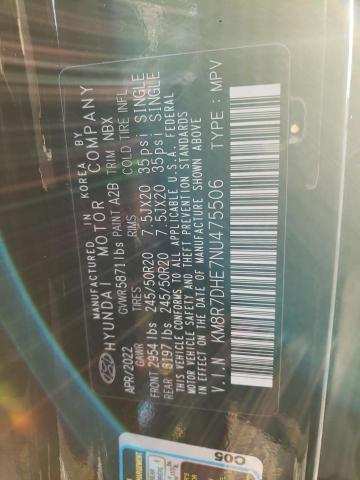 MANUFACTURED IN KOREA BY
HYUNDAI MOTOR COMPANY
GVWR 5871 lbs PAINT A2B TRIM NBX
APR/2022 GAWR TIRES RIMS COLD TIRE INFL
FRONT 2954 lbs 245/50R20 7.5JX20 35psi SINGLE
REAR 3197 lbs 245/50R20 7.5JX20 35psi SINGLE
THIS VEHICLE CONFORMS TO ALL APPLICABLE U.S.A. FEDERAL
MOTOR VEHICLE SAFETY AND THEFT PREVENTION STANDARDS
IN EFFECT ON THE DATE OF MANUFACTURE SHOWN ABOVE
V.I.N KM8R7DHE7NU475506 TYPE : MPV
C05
MANAGEMENT